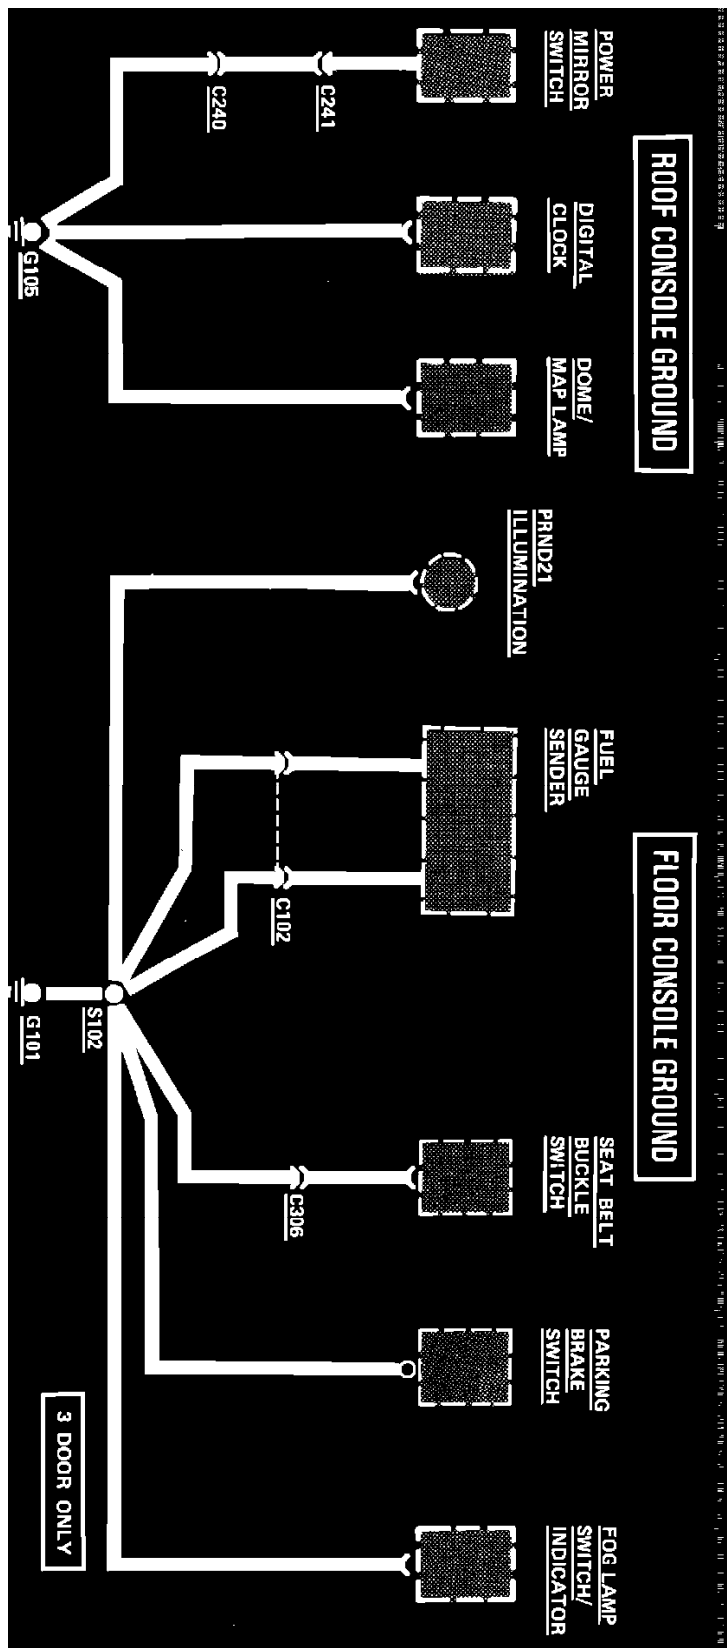 ROOF CONSOLE GROUND
FLOOR CONSOLE GROUND
POWER
MIRROR
SWITCH
DIGITAL
CLOCK
DOME/
MAP LAMP
PRND21
ILLUMINATION
FUEL
GAUGE
SENDER
SEAT BELT
BUCKLE
SWITCH
PARKING
BRAKE
SWITCH
FOG LAMP
SWITCH/
INDICATOR
C241
C240
C102
C306
G105
S102
G101
3 DOOR ONLY